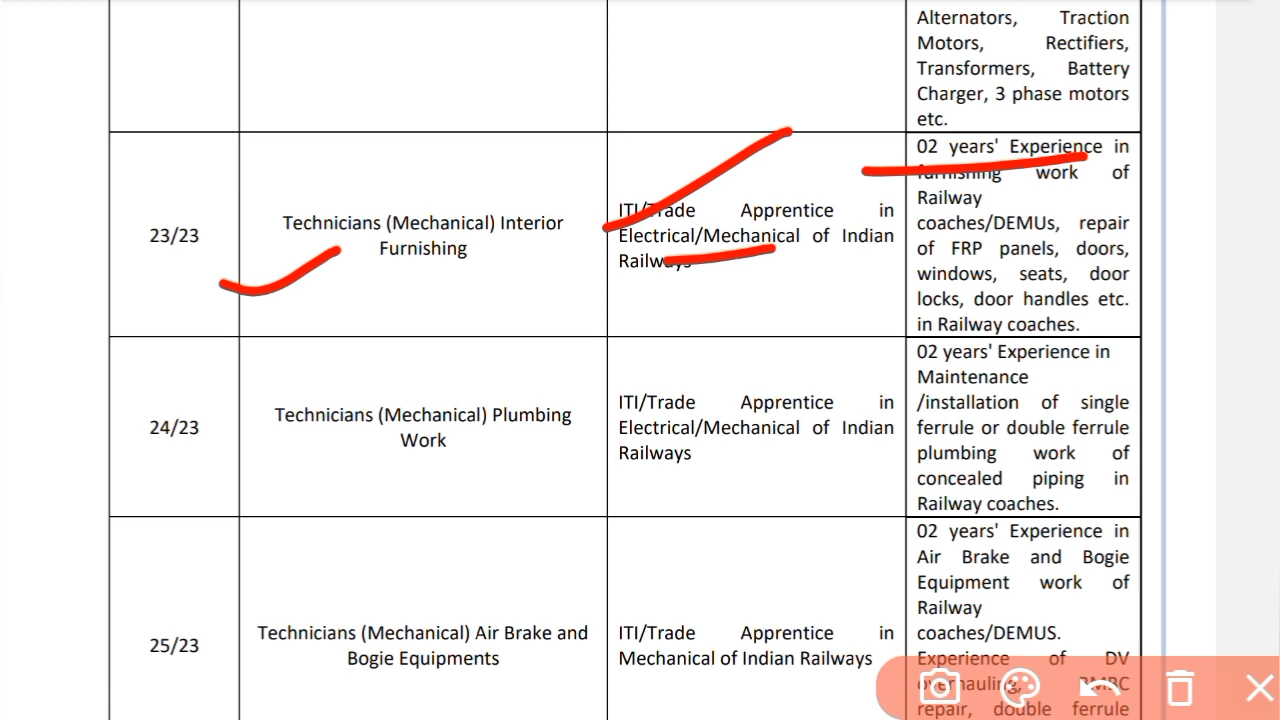 Alternators, Traction
Motors, Rectifiers,
Transformers, Battery
Charger, 3 phase motors
etc.
23/23
Technicians (Mechanical) Interior
Furnishing
ITI/Trade Apprentice in
Electrical/Mechanical of Indian
Railways
02 years' Experience in
furnishing work of
Railway
coaches/DEMUs, repair
of FRP panels, doors,
windows, seats, door
locks, door handles etc.
in Railway coaches.
24/23
Technicians (Mechanical) Plumbing
Work
ITI/Trade Apprentice in
Electrical/Mechanical of Indian
Railways
02 years' Experience in
Maintenance
/installation of single
ferrule or double ferrule
plumbing work of
concealed piping in
Railway coaches.
25/23
Technicians (Mechanical) Air Brake and
Bogie Equipments
ITI/Trade Apprentice in
Mechanical of Indian Railways
02 years' Experience in
Air Brake and Bogie
Equipment work of
Railway
coaches/DEMUS.
Experience of DV
overhauling,
repair, double ferrule